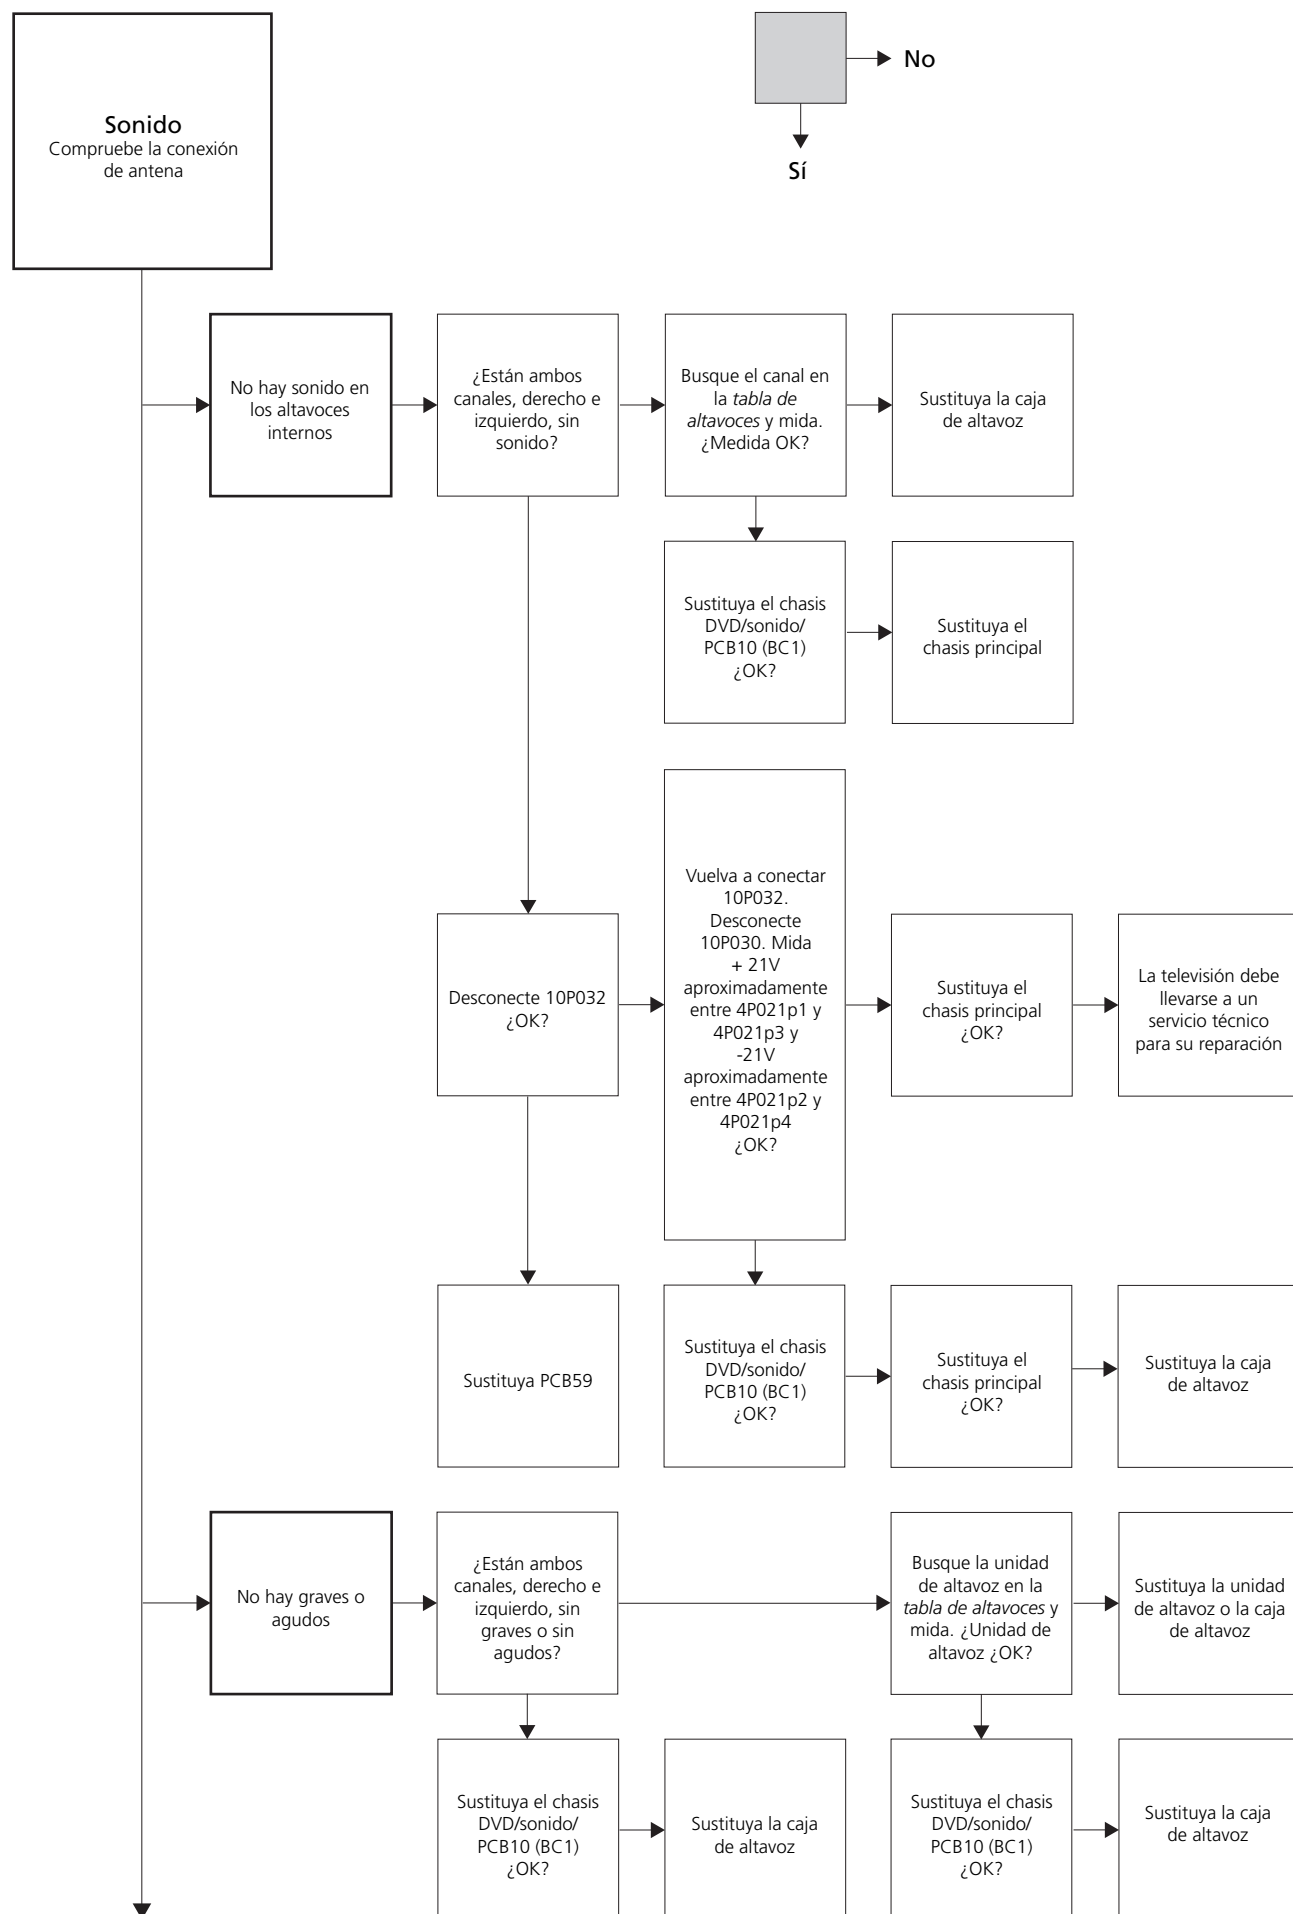 Sonido
Compruebe la conexión
de antena
No
Sí
No hay sonido en
los altavoces
internos
¿Están ambos
canales, derecho e
izquierdo, sin
sonido?
Busque el canal en
la tabla de
altavoces y mida.
¿Medida OK?
Sustituya la caja
de altavoz
Sustituya el chasis
DVD/sonido/
PCB10 (BC1)
¿OK?
Sustituya el
chasis principal
Desconecte 10P032
¿OK?
Vuelva a conectar
10P032.
Desconecte
10P030. Mida
+ 21V
aproximadamente
entre 4P021p1 y
4P021p3 y
-21V
aproximadamente
entre 4P021p2 y
4P021p4
¿OK?
Sustituya el
chasis principal
¿OK?
La televisión debe
llevarse a un
servicio técnico
para su reparación
Sustituya PCB59
Sustituya el chasis
DVD/sonido/
PCB10 (BC1)
¿OK?
Sustituya el
chasis principal
¿OK?
Sustituya la caja
de altavoz
No hay graves o
agudos
¿Están ambos
canales, derecho e
izquierdo, sin
graves o sin
agudos?
Busque la unidad
de altavoz en la
tabla de altavoces y
mida. ¿Unidad de
altavoz ¿OK?
Sustituya la unidad
de altavoz o la caja
de altavoz
Sustituya el chasis
DVD/sonido/
PCB10 (BC1)
¿OK?
Sustituya la caja
de altavoz
Sustituya el chasis
DVD/sonido/
PCB10 (BC1)
¿OK?
Sustituya la caja
de altavoz